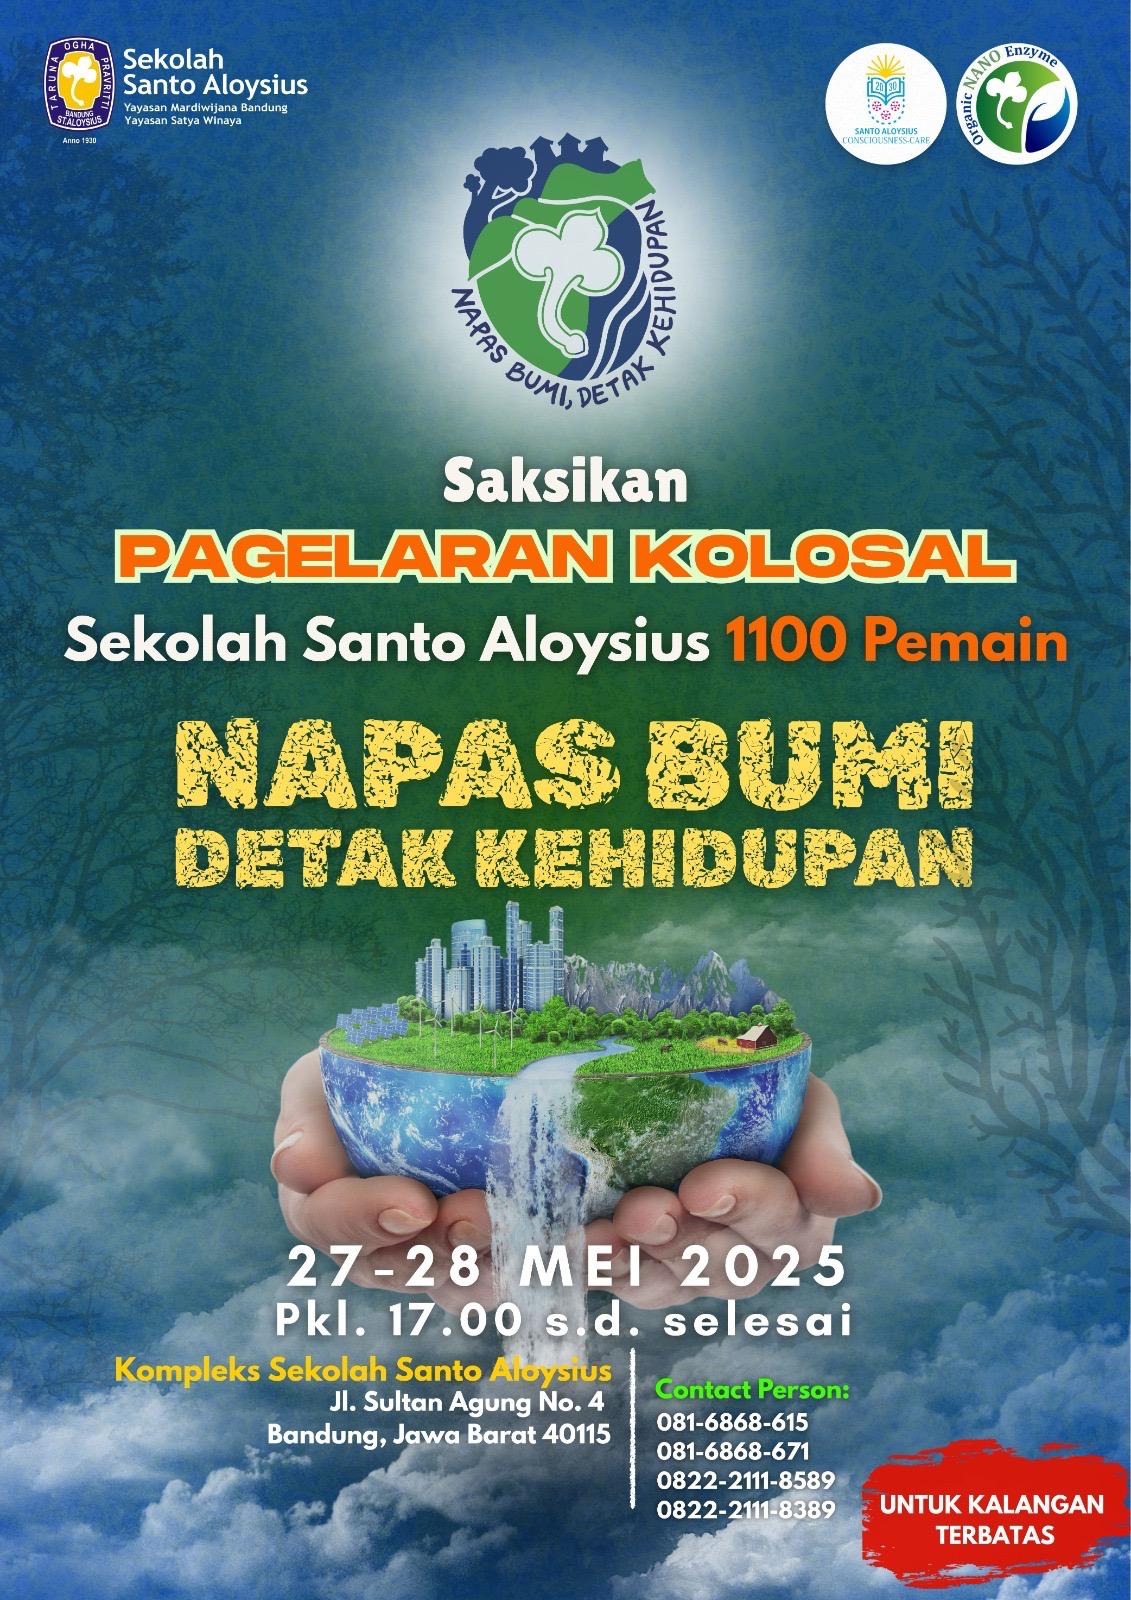 TARUNA OGHA PRAVRITTI
BANDUNG
ST.ALOYSIUS
Anno 1930
Sekolah
Santo Aloysius
Yayasan Mardiwijana Bandung
Yayasan Satya Winaya
2030
SANTO ALOYSIUS
CONSCIOUSNESS-CARE
Organic NANO Enzyme
NAPAS BUMI, DETAK KEHIDUPAN
Saksikan
PAGELARAN KOLOSAL
Sekolah Santo Aloysius 1100 Pemain
NAPAS BUMI
DETAK KEHIDUPAN
27-28 MEI 2025
Pkl. 17.00 s.d. selesai
Kompleks Sekolah Santo Aloysius
Jl. Sultan Agung No. 4
Bandung, Jawa Barat 40115
Contact Person:
081-6868-615
081-6868-671
0822-2111-8589
0822-2111-8389
UNTUK KALANGAN
TERBATAS